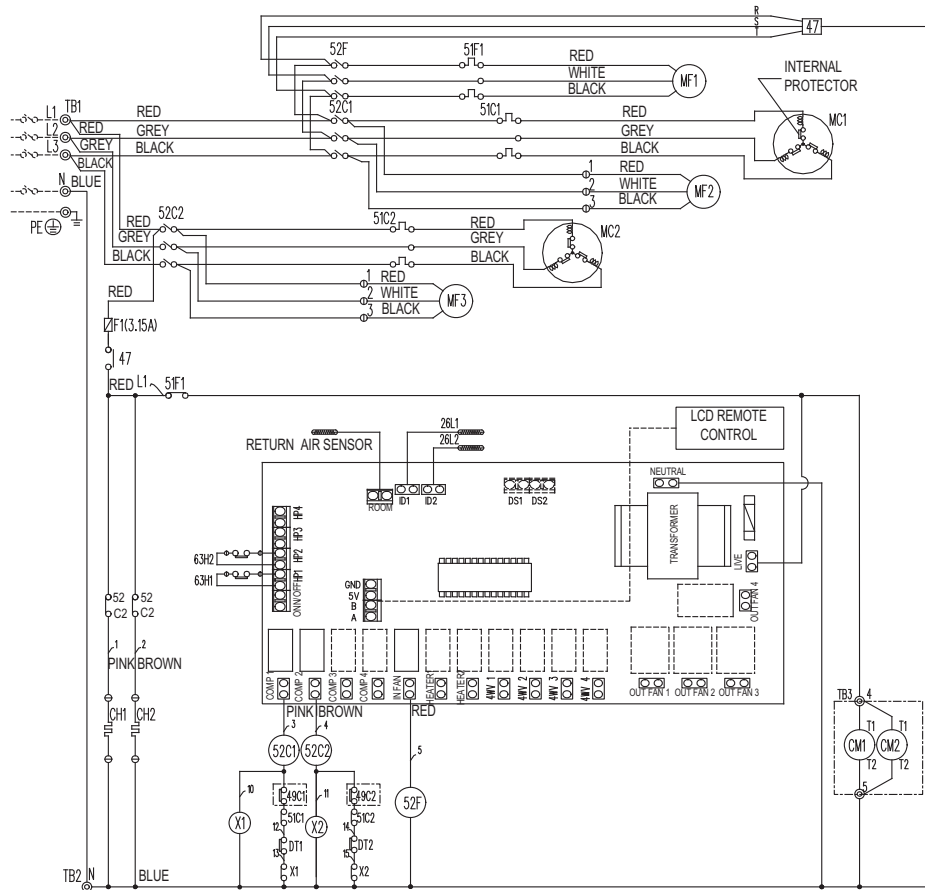 R
S
T
47
52F
51F1
RED
WHITE
BLACK
MF1
INTERNAL
PROTECTOR
L1
TB1
RED
52C1
51C1
RED
MC1
L2
RED
GREY
GREY
L3
GREY
BLACK
BLACK
BLACK
1
RED
N
BLUE
2
WHITE
MF2
3
BLACK
PE
52C2
51C2
RED
RED
GREY
GREY
MC2
BLACK
BLACK
1
RED
RED
2
WHITE
MF3
3
BLACK
F1(3.15A)
47
RED
L1
51F1
LCD REMOTE
CONTROL
26L1
RETURN AIR SENSOR
26L2
NEUTRAL
ROOM
ID1
ID2
DS1
DS2
TRANSFORMER
HP4
HP3
HP2
HP1
ONN/OFF
63H2
63H1
LIVE
GND
5V
B
A
OUT FAN 4
52
C2
52
C2
1
2
PINK
BROWN
COMP 1
COMP 2
COMP 3
COMP 4
IN FAN
HEATER1
HEATER2
4WV 1
4WV 2
4WV 3
4WV 4
OUT FAN 1
OUT FAN 2
OUT FAN 3
CH1
CH2
PINK
BROWN
RED
TB3
4
3
4
5
52C1
52C2
T1
T1
CM1
CM2
T2
T2
5
10
49C1
11
49C2
52F
X1
51C1
X2
51C2
12
14
DT1
DT2
13
15
X1
X2
TB2
N
BLUE